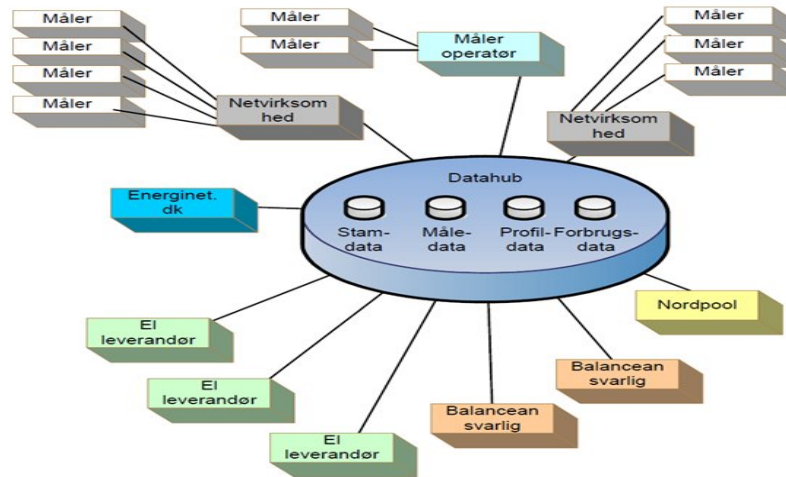 Måler
Måler
Måler
Måler
Netvirksom
hed
Måler
Måler
Måler
operatør
Måler
Måler
Måler
Netvirksom
hed
Datahub
Stam-
data
Måle-
data
Profil-
data
Forbrugs-
data
Energinet.
dk
Nordpool
El
leverandør
El
leverandør
El
leverandør
Balancean
svarlig
Balancean
svarlig